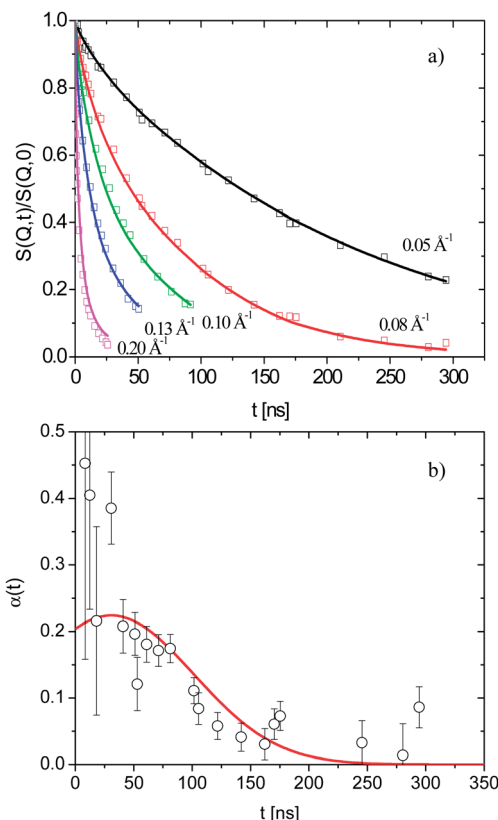 a)
S(Q,t)/S(Q,0)
1.0
0.8
0.6
0.4
0.2
0.0
0.05 Å⁻¹
0.08 Å⁻¹
0.10 Å⁻¹
0.13 Å⁻¹
0.20 Å⁻¹
0 50 100 150 200 250 300
t [ns]
b)
α(t)
0.5
0.4
0.3
0.2
0.1
0.0
0 50 100 150 200 250 300 350
t [ns]